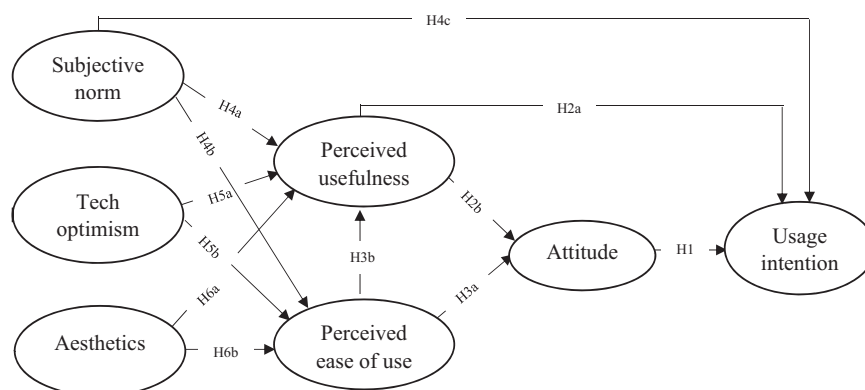 H4c
Subjective
norm
H4a
H2a
H4b
Perceived
usefulness
Tech
optimism
H5a
H2b
H5b
Attitude
H1
Usage
intention
H3b
H6a
H3a
Aesthetics
H6b
Perceived
ease of use